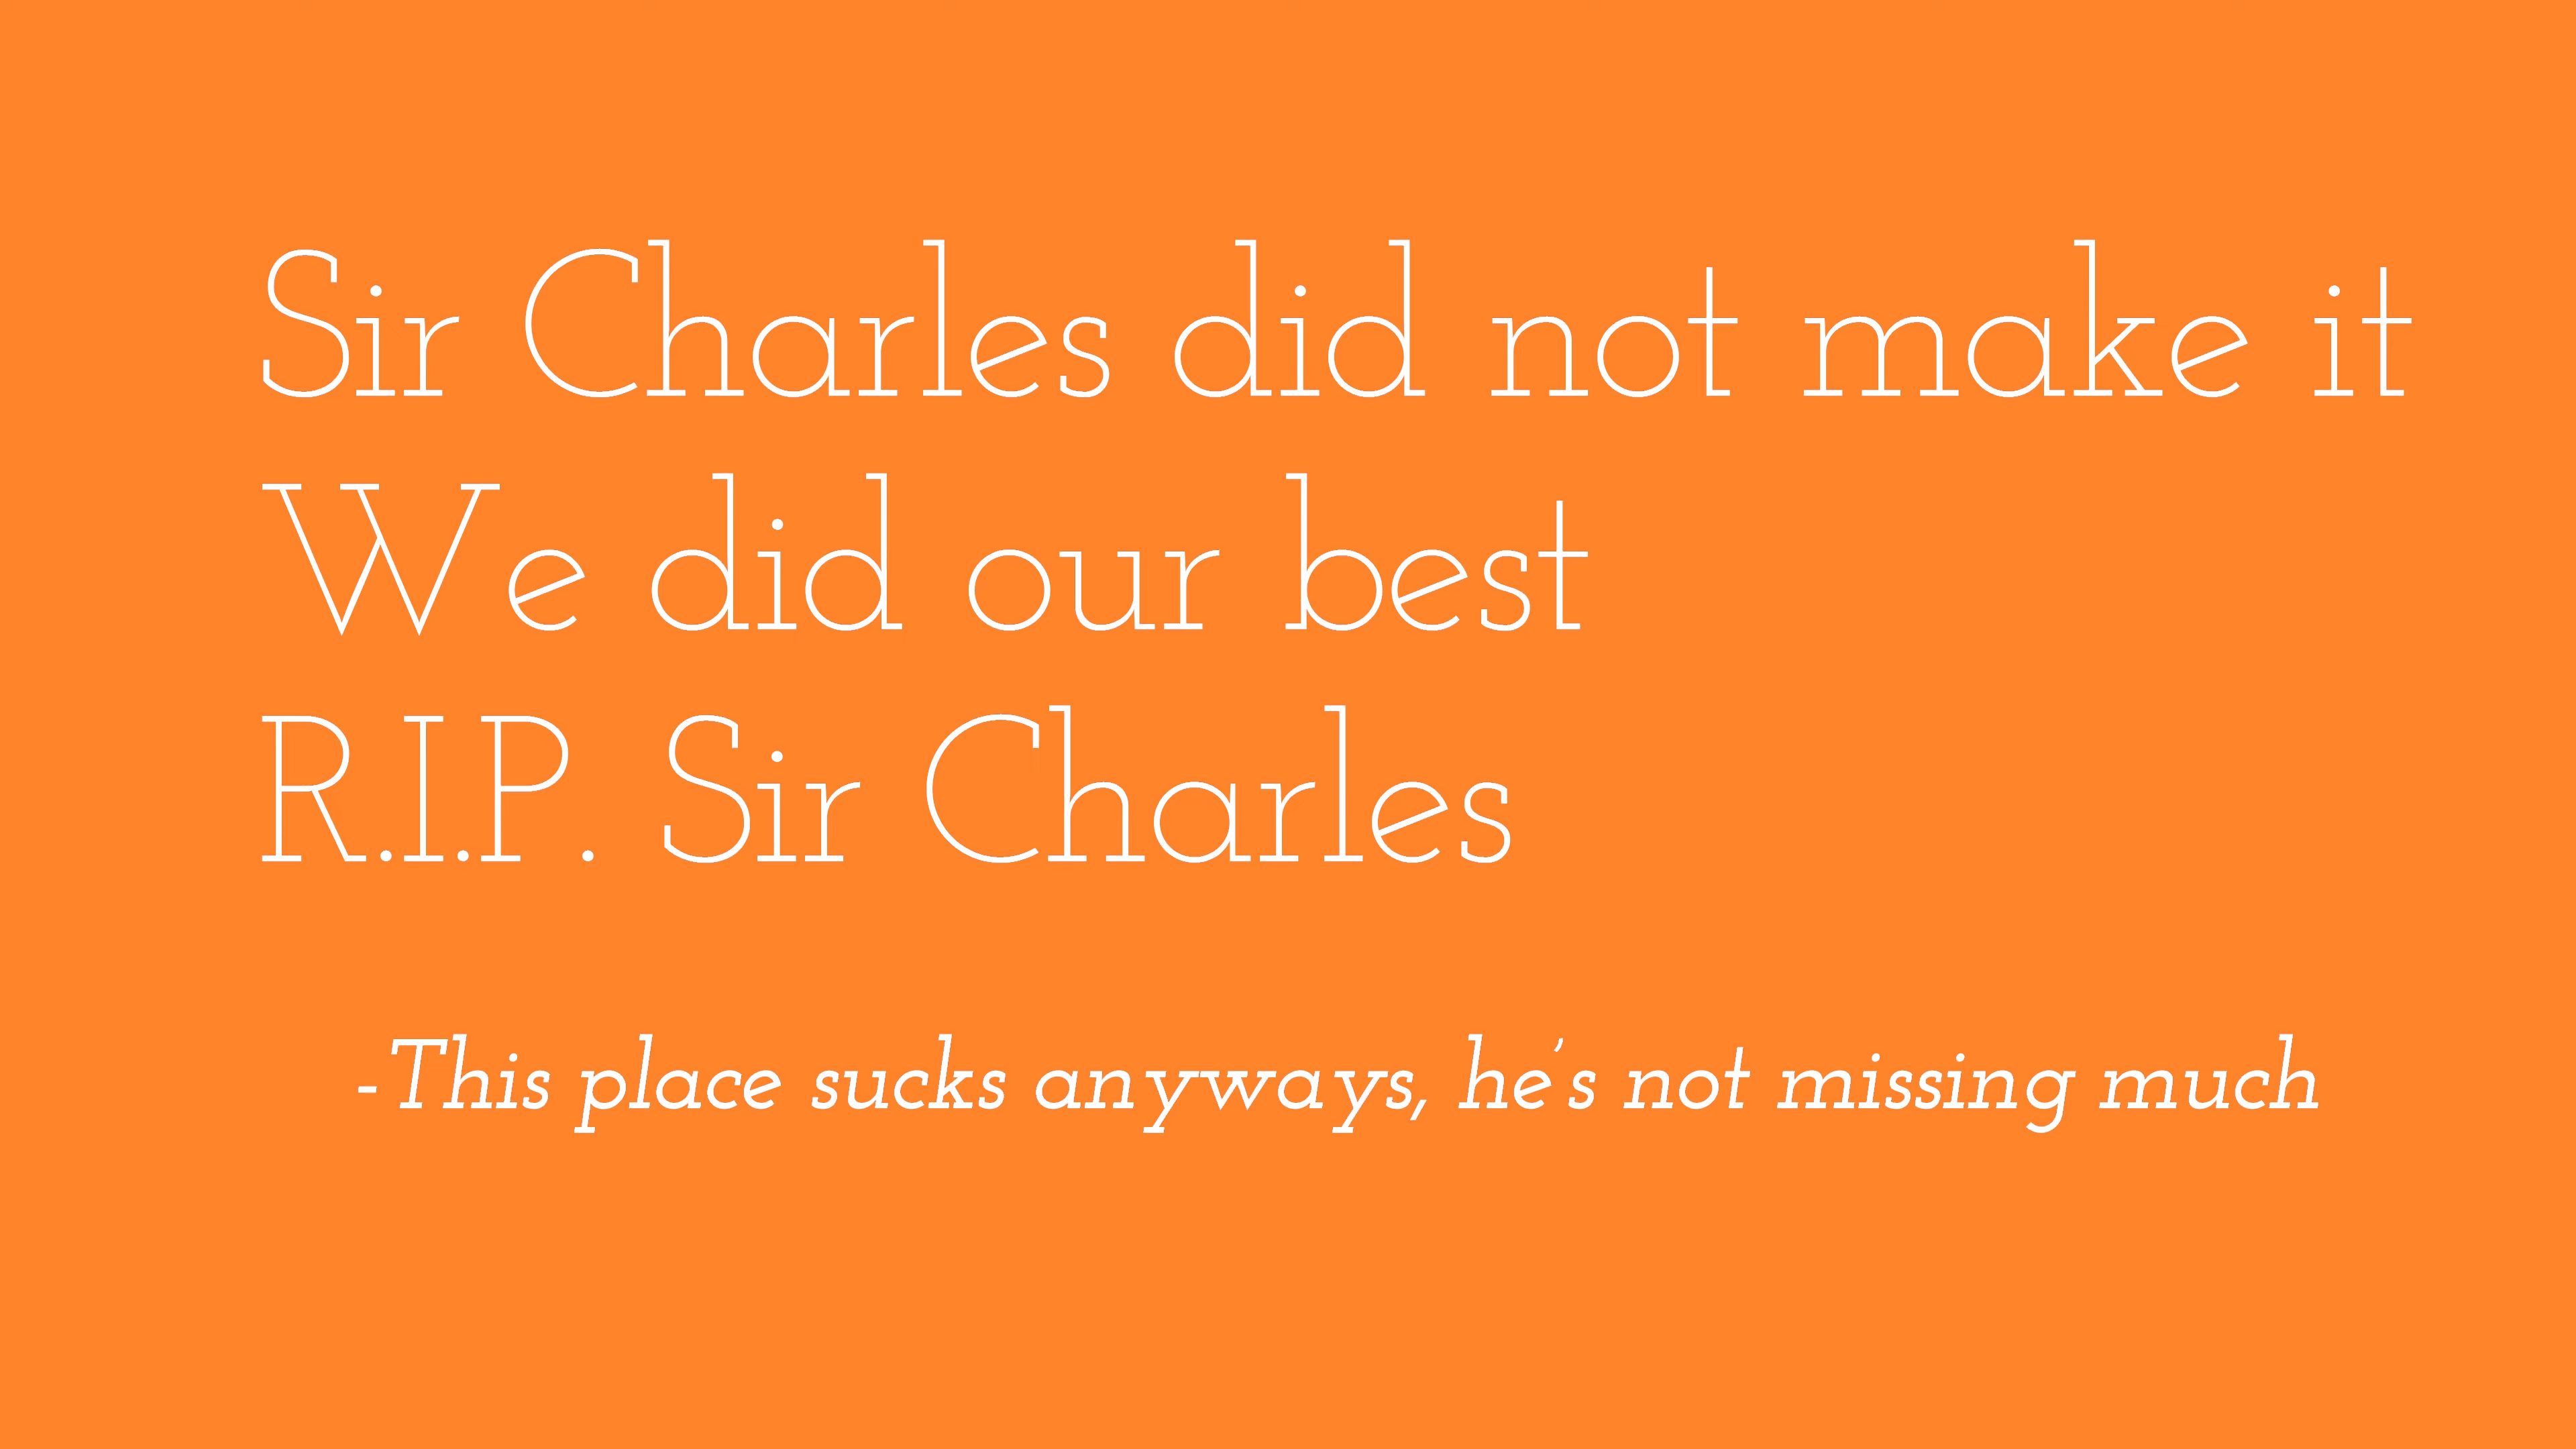 Sir Charles did not make it
We did our best
R.I.P. Sir Charles
-This place sucks anyways, he's not missing much